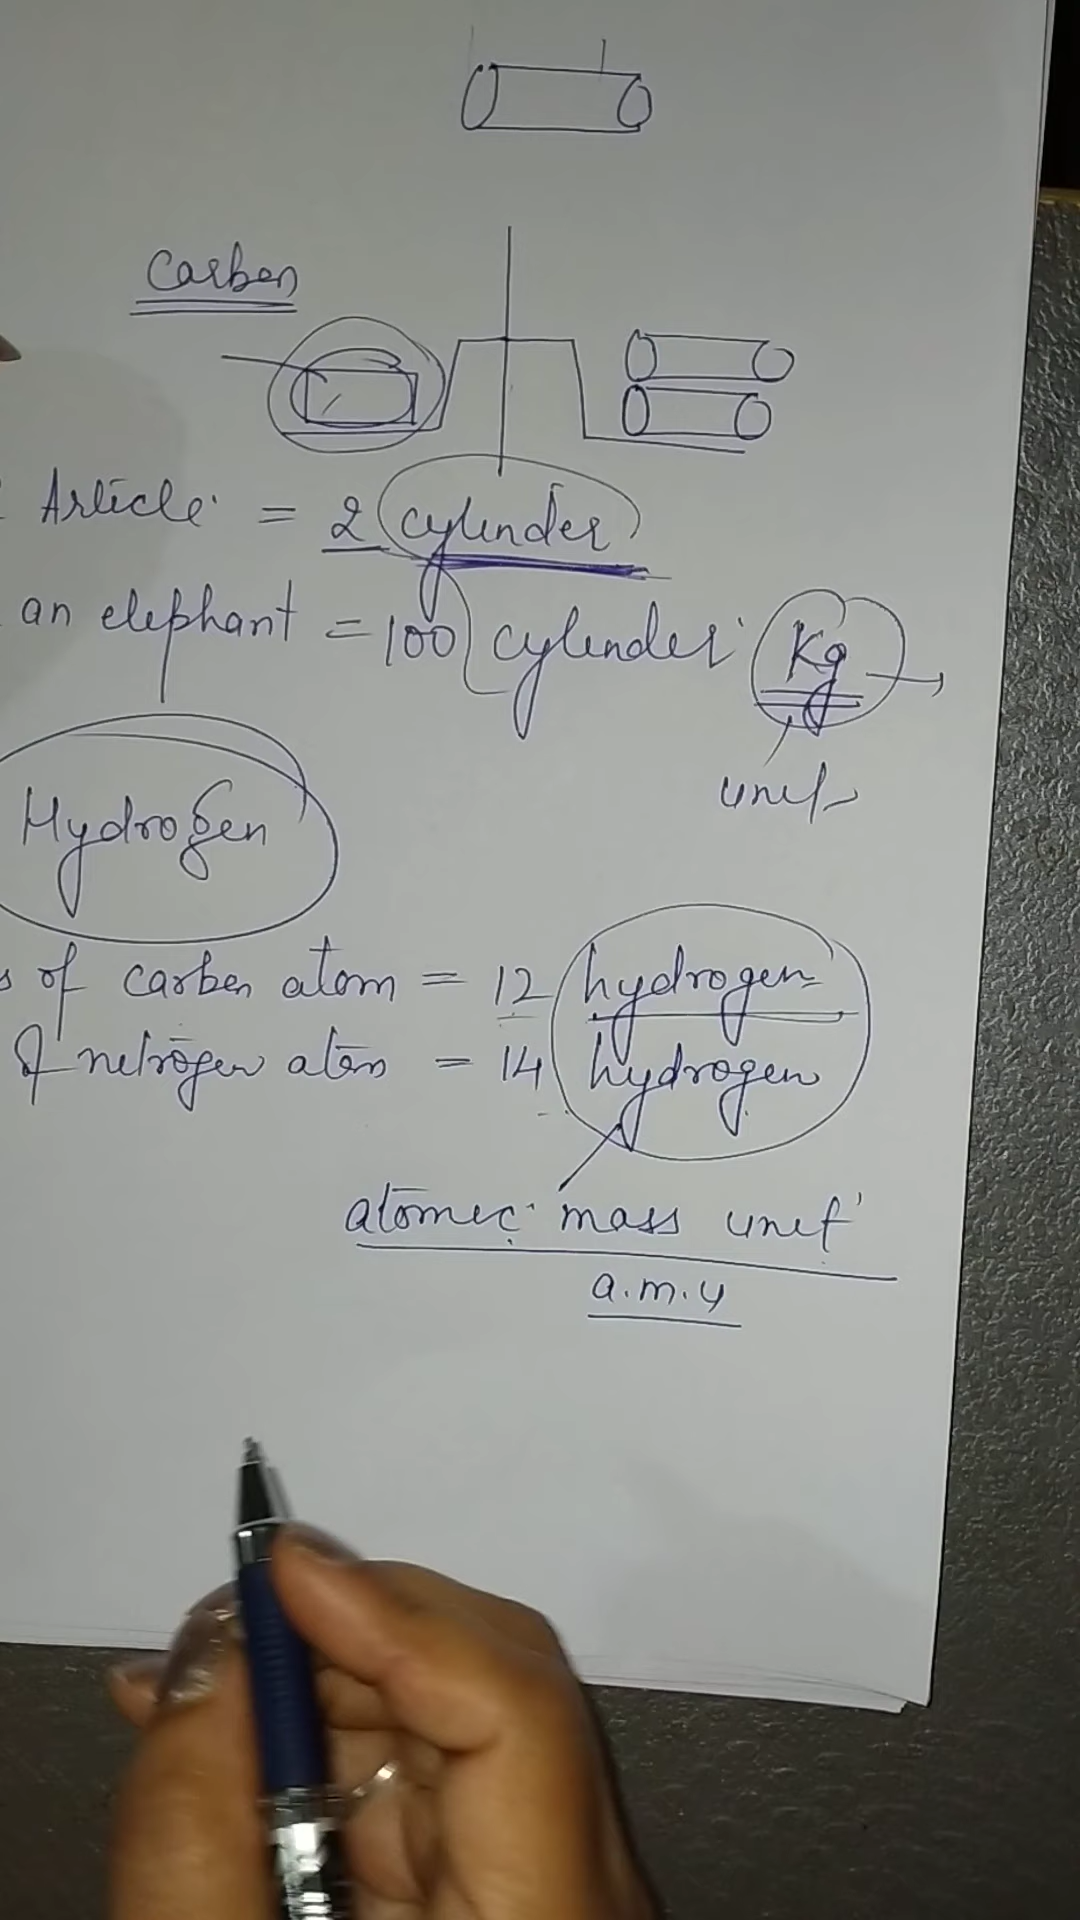 Carbon
Article = 2 cylinder
an elephant = 100 cylinder Kg
unit
Hydrogen
of carbon atom = 12 hydrogen
of nitrogen atom = 14 hydrogen
atomic mass unit
a.m.u